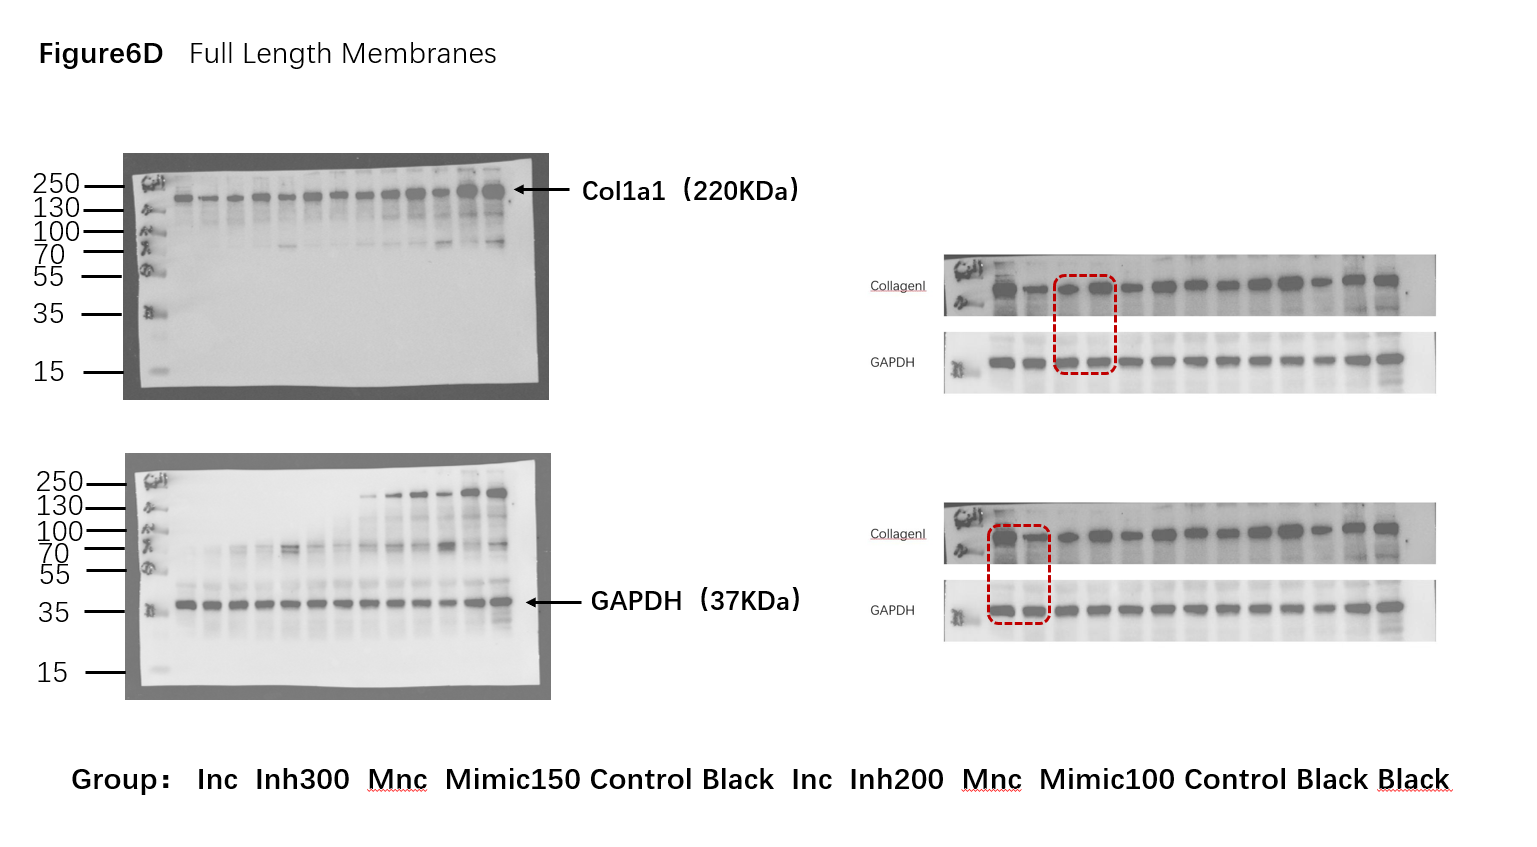 Figure6D Full Length Membranes
250
130
100
70
55
35
15
Col1a1（220KDa）
CollagenI
GAPDH
250
130
100
70
55
35
15
GAPDH（37KDa）
CollagenI
GAPDH
Group： Inc Inh300 Mnc Mimic150 Control Black Inc Inh200 Mnc Mimic100 Control Black Black